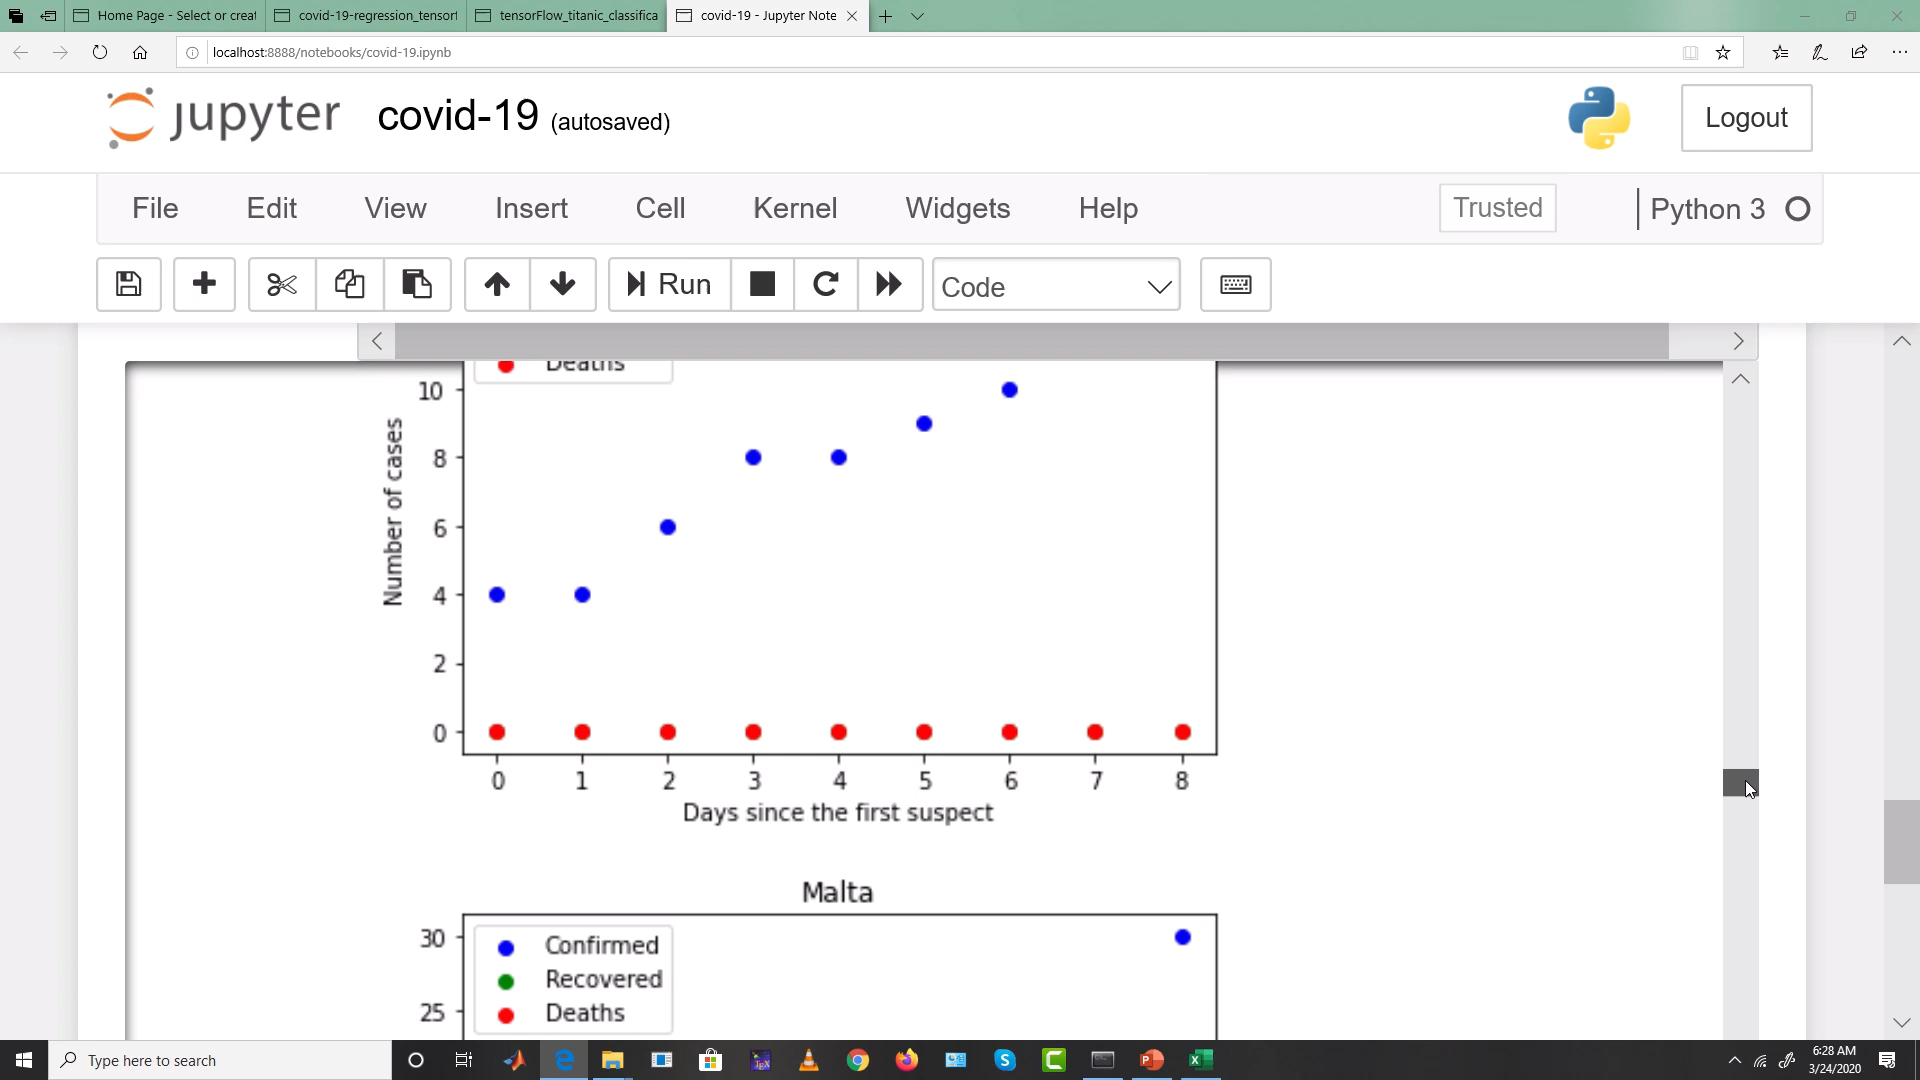 Home Page - Select or creat
covid-19-regression_tensorf
tensorFlow_titanic_classifica
covid-19 - Jupyter Note
localhost:8888/notebooks/covid-19.ipynb
jupyter covid-19 (autosaved)
Logout
File Edit View Insert Cell Kernel Widgets Help Trusted Python 3
Run Code
Deaths
10
8
6
4
2
0
Number of cases
0 1 2 3 4 5 6 7 8
Days since the first suspect
Malta
30
25
Confirmed
Recovered
Deaths
Type here to search
6:28 AM
3/24/2020